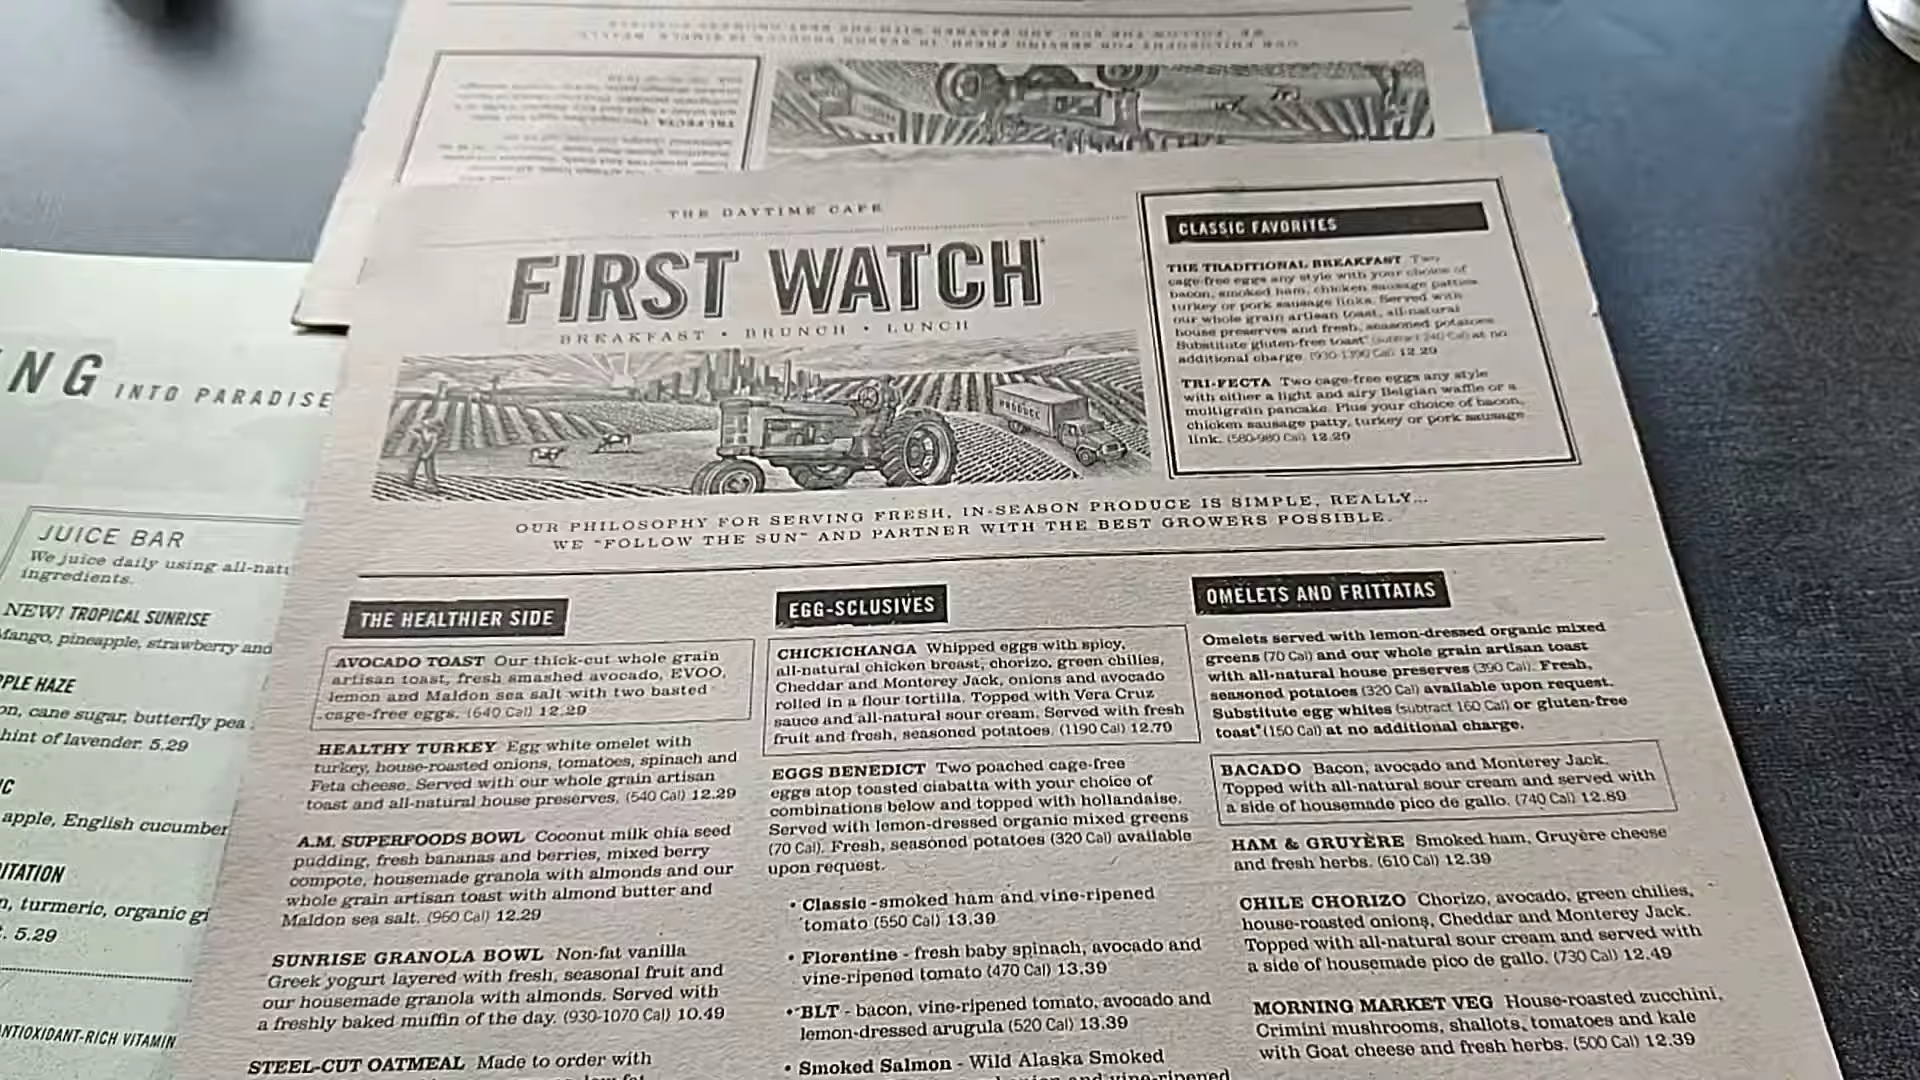 THE DAYTIME CAFE
FIRST WATCH
BREAKFAST • BRUNCH • LUNCH
PRODUCE
OUR PHILOSOPHY FOR SERVING FRESH, IN-SEASON PRODUCE IS SIMPLE, REALLY...
WE "FOLLOW THE SUN" AND PARTNER WITH THE BEST GROWERS POSSIBLE.
CLASSIC FAVORITES
THE TRADITIONAL BREAKFAST Two
cage-free eggs any style with your choice of
bacon, smoked ham, chicken sausage patties
turkey or pork sausage links. Served with
our whole grain artisan toast, all-natural
house preserves and fresh, seasoned potatoes
Substitute gluten-free toast* (subtract 240 Cal) at no
additional charge. (930-1390 Cal) 12.29
TRI-FECTA Two cage-free eggs any style
with either a light and airy Belgian waffle or a
multigrain pancake. Plus your choice of bacon,
chicken sausage patty, turkey or pork sausage
link. (580-980 Cal) 12.29
THE HEALTHIER SIDE
AVOCADO TOAST Our thick-cut whole grain
artisan toast, fresh smashed avocado, EVOO,
lemon and Maldon sea salt with two basted
cage-free eggs. (640 Cal) 12.29
HEALTHY TURKEY Egg white omelet with
turkey, house-roasted onions, tomatoes, spinach and
Feta cheese. Served with our whole grain artisan
toast and all-natural house preserves. (540 Cal) 12.29
A.M. SUPERFOODS BOWL Coconut milk chia seed
pudding, fresh bananas and berries, mixed berry
compote, housemade granola with almonds and our
whole grain artisan toast with almond butter and
Maldon sea salt. (960 Cal) 12.29
SUNRISE GRANOLA BOWL Non-fat vanilla
Greek yogurt layered with fresh, seasonal fruit and
our housemade granola with almonds. Served with
a freshly baked muffin of the day. (930-1070 Cal) 10.49
STEEL-CUT OATMEAL Made to order with
EGG-SCLUSIVES
CHICKICHANGA Whipped eggs with spicy,
all-natural chicken breast, chorizo, green chilies,
Cheddar and Monterey Jack, onions and avocado
rolled in a flour tortilla. Topped with Vera Cruz
sauce and all-natural sour cream. Served with fresh
fruit and fresh, seasoned potatoes. (1190 Cal) 12.79
EGGS BENEDICT Two poached cage-free
eggs atop toasted ciabatta with your choice of
combinations below and topped with hollandaise.
Served with lemon-dressed organic mixed greens
(70 Cal). Fresh, seasoned potatoes (320 Cal) available
upon request.
• Classic - smoked ham and vine-ripened
tomato (550 Cal) 13.39
• Florentine - fresh baby spinach, avocado and
vine-ripened tomato (470 Cal) 13.39
• BLT - bacon, vine-ripened tomato, avocado and
lemon-dressed arugula (520 Cal) 13.39
• Smoked Salmon - Wild Alaska Smoked
and vine-ripened
OMELETS AND FRITTATAS
Omelets served with lemon-dressed organic mixed
greens (70 Cal) and our whole grain artisan toast
with all-natural house preserves (390 Cal). Fresh,
seasoned potatoes (320 Cal) available upon request.
Substitute egg whites (subtract 160 Cal) or gluten-free
toast* (150 Cal) at no additional charge.
BACADO Bacon, avocado and Monterey Jack.
Topped with all-natural sour cream and served with
a side of housemade pico de gallo. (740 Cal) 12.89
HAM & GRUYÈRE Smoked ham, Gruyère cheese
and fresh herbs. (610 Cal) 12.39
CHILE CHORIZO Chorizo, avocado, green chilies,
house-roasted onions, Cheddar and Monterey Jack.
Topped with all-natural sour cream and served with
a side of housemade pico de gallo. (730 Cal) 12.49
MORNING MARKET VEG House-roasted zucchini,
Crimini mushrooms, shallots, tomatoes and kale
with Goat cheese and fresh herbs. (500 Cal) 12.39
NG INTO PARADISE
JUICE BAR
We juice daily using all-natu
ingredients.
NEW! TROPICAL SUNRISE
Mango, pineapple, strawberry and
PLE HAZE
on, cane sugar, butterfly pea
hint of lavender. 5.29
IC
apple, English cucumber
ITATION
n, turmeric, organic gi
. 5.29
ANTIOXIDANT-RICH VITAMIN